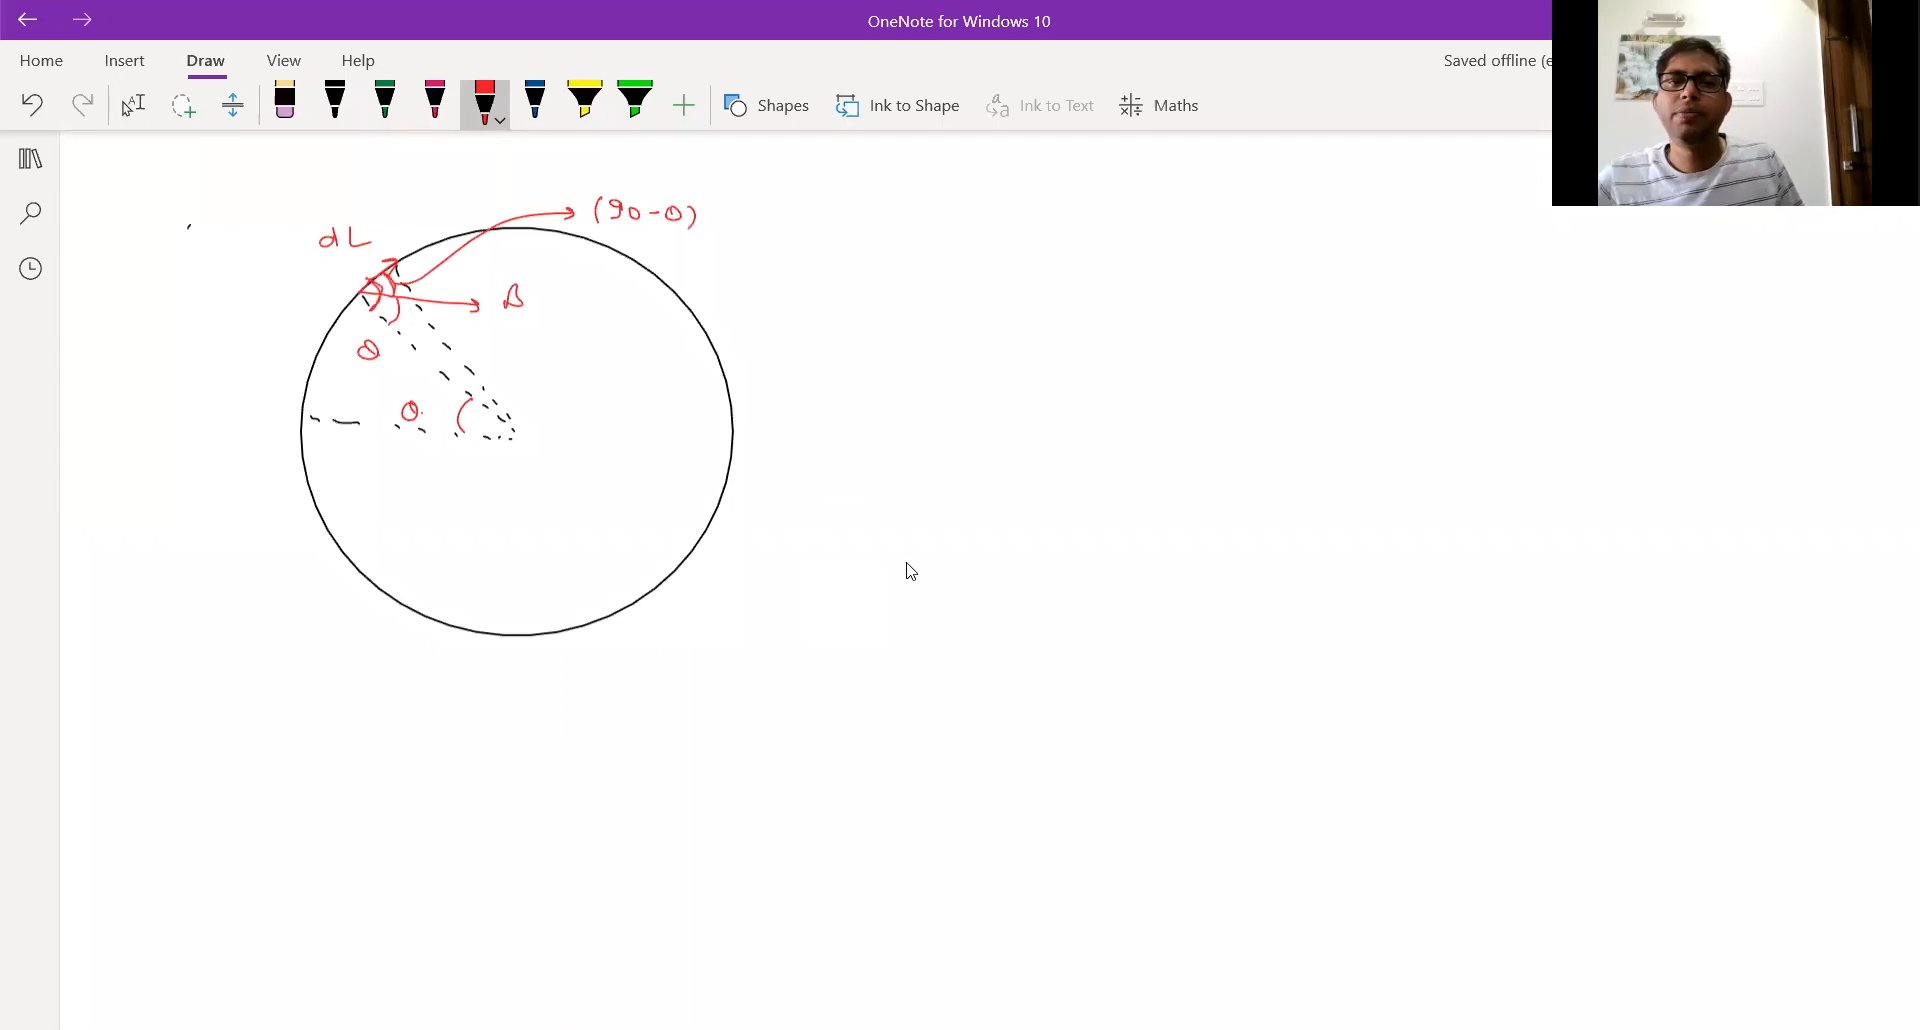 OneNote for Windows 10
Home Insert Draw View Help
Saved offline (e
Shapes Ink to Shape Ink to Text Maths
(90-θ)
dL
B
θ
θ